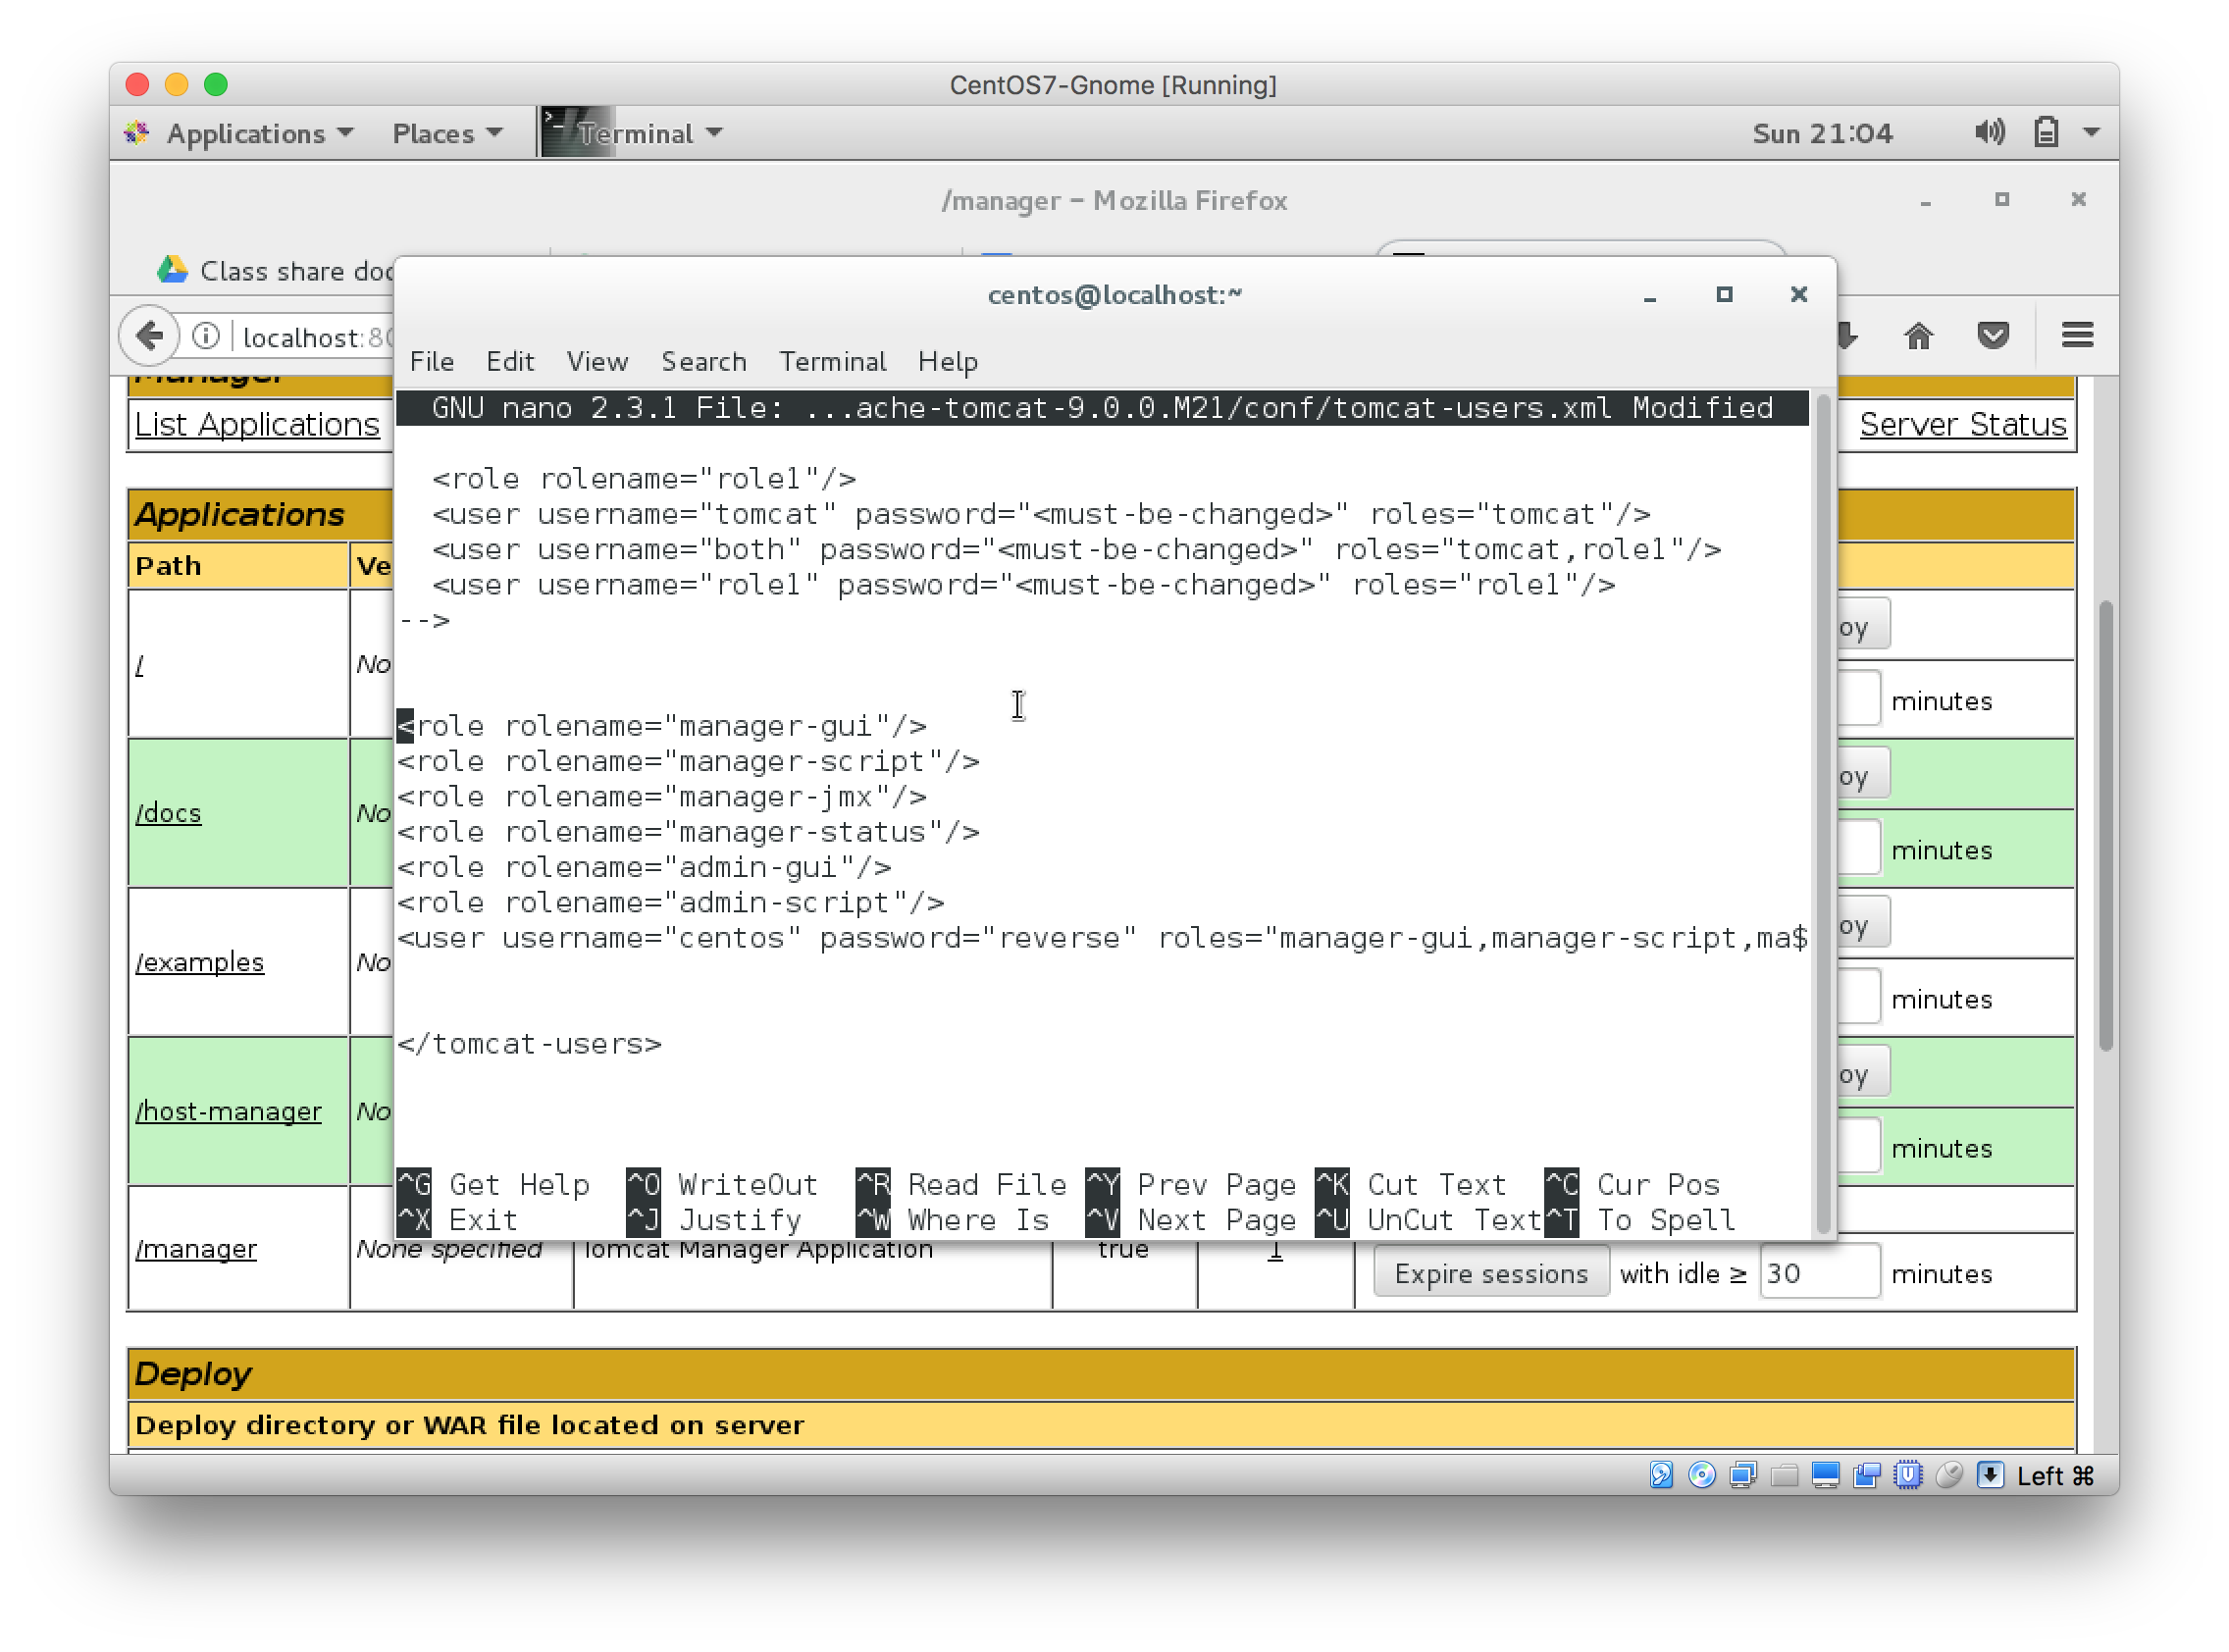 CentOS7-Gnome [Running]
Applications Places Terminal Sun 21:04
/manager – Mozilla Firefox
Class share doc
centos@localhost:~
localhost:80
File Edit View Search Terminal Help
Manager
GNU nano 2.3.1 File: ...ache-tomcat-9.0.0.M21/conf/tomcat-users.xml Modified
List Applications Server Status
<role rolename="role1"/>
Applications
<user username="tomcat" password="<must-be-changed>" roles="tomcat"/>
<user username="both" password="<must-be-changed>" roles="tomcat,role1"/>
Path Ve
<user username="role1" password="<must-be-changed>" roles="role1"/>
-->
oy
/ No
minutes
<role rolename="manager-gui"/>
<role rolename="manager-script"/>
oy
<role rolename="manager-jmx"/>
/docs No
<role rolename="manager-status"/>
minutes
<role rolename="admin-gui"/>
<role rolename="admin-script"/>
oy
<user username="centos" password="reverse" roles="manager-gui,manager-script,ma$
/examples No
minutes
</tomcat-users>
oy
/host-manager No
minutes
^G Get Help ^O WriteOut ^R Read File ^Y Prev Page ^K Cut Text ^C Cur Pos
^X Exit ^J Justify ^W Where Is ^V Next Page ^U UnCut Text ^T To Spell
/manager None specified Tomcat Manager Application true 1
Expire sessions with idle ≥ 30 minutes
Deploy
Deploy directory or WAR file located on server
Left ⌘